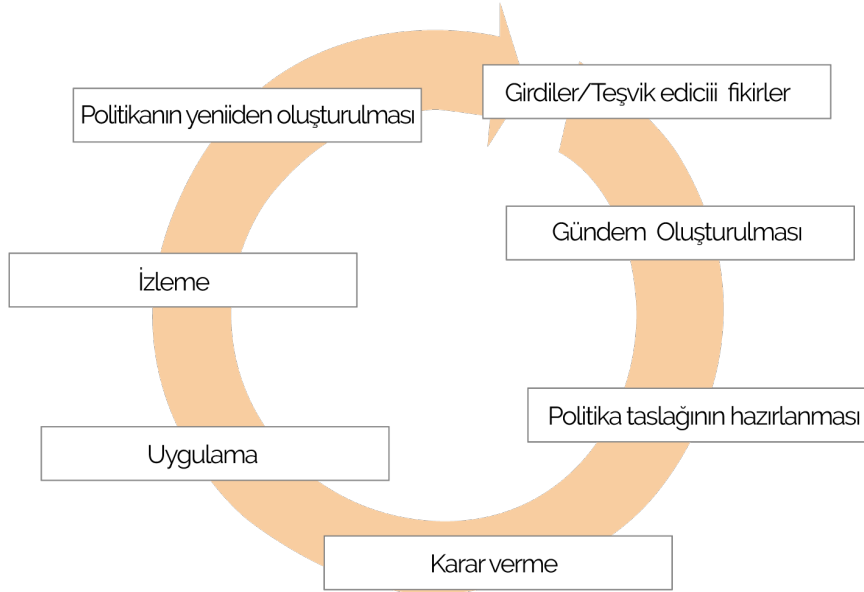 Girdiler/Teşvik ediciii fikirler
Gündem Oluşturulması
Politika taslağının hazırlanması
Karar verme
Uygulama
İzleme
Politikanın yeniiden oluşturulması